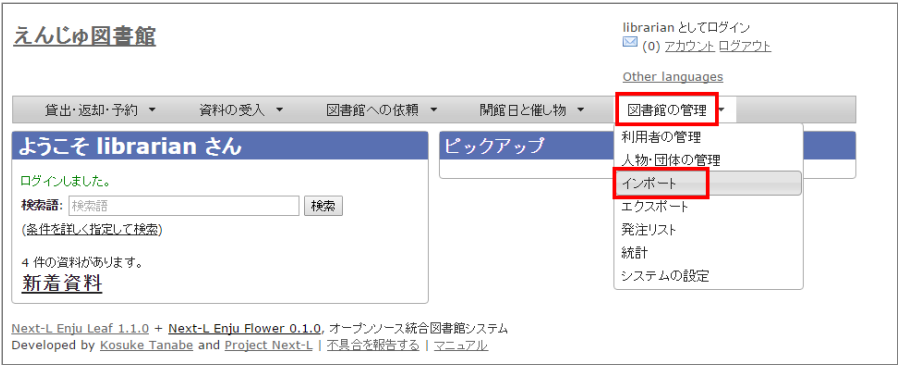 えんじゅ図書館
librarian としてログイン
(0) アカウント ログアウト
Other languages
貸出・返却・予約 ▼ 資料の受入 ▼ 図書館への依頼 ▼ 開館日と催し物 ▼ 図書館の管理 ▼
ようこそ librarian さん
ピックアップ
利用者の管理
人物・団体の管理
インポート
エクスポート
発注リスト
統計
システムの設定
ログインしました。
検索語: 検索語 検索
(条件を詳しく指定して検索)
4 件の資料があります。
新着資料
Next-L Enju Leaf 1.1.0 + Next-L Enju Flower 0.1.0, オープンソース統合図書館システム
Developed by Kosuke Tanabe and Project Next-L | 不具合を報告する | マニュアル